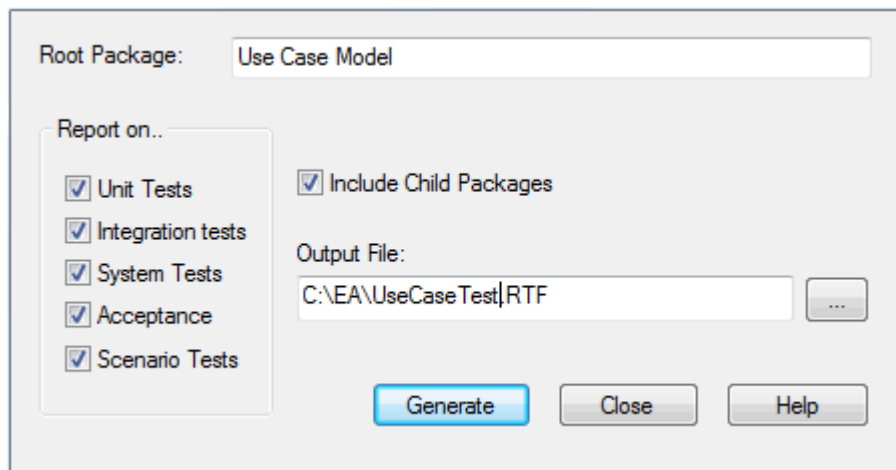 Root Package: Use Case Model
Report on..
Unit Tests
Integration tests
System Tests
Acceptance
Scenario Tests
Include Child Packages
Output File:
C:\EA\UseCaseTest.RTF
...
Generate Close Help